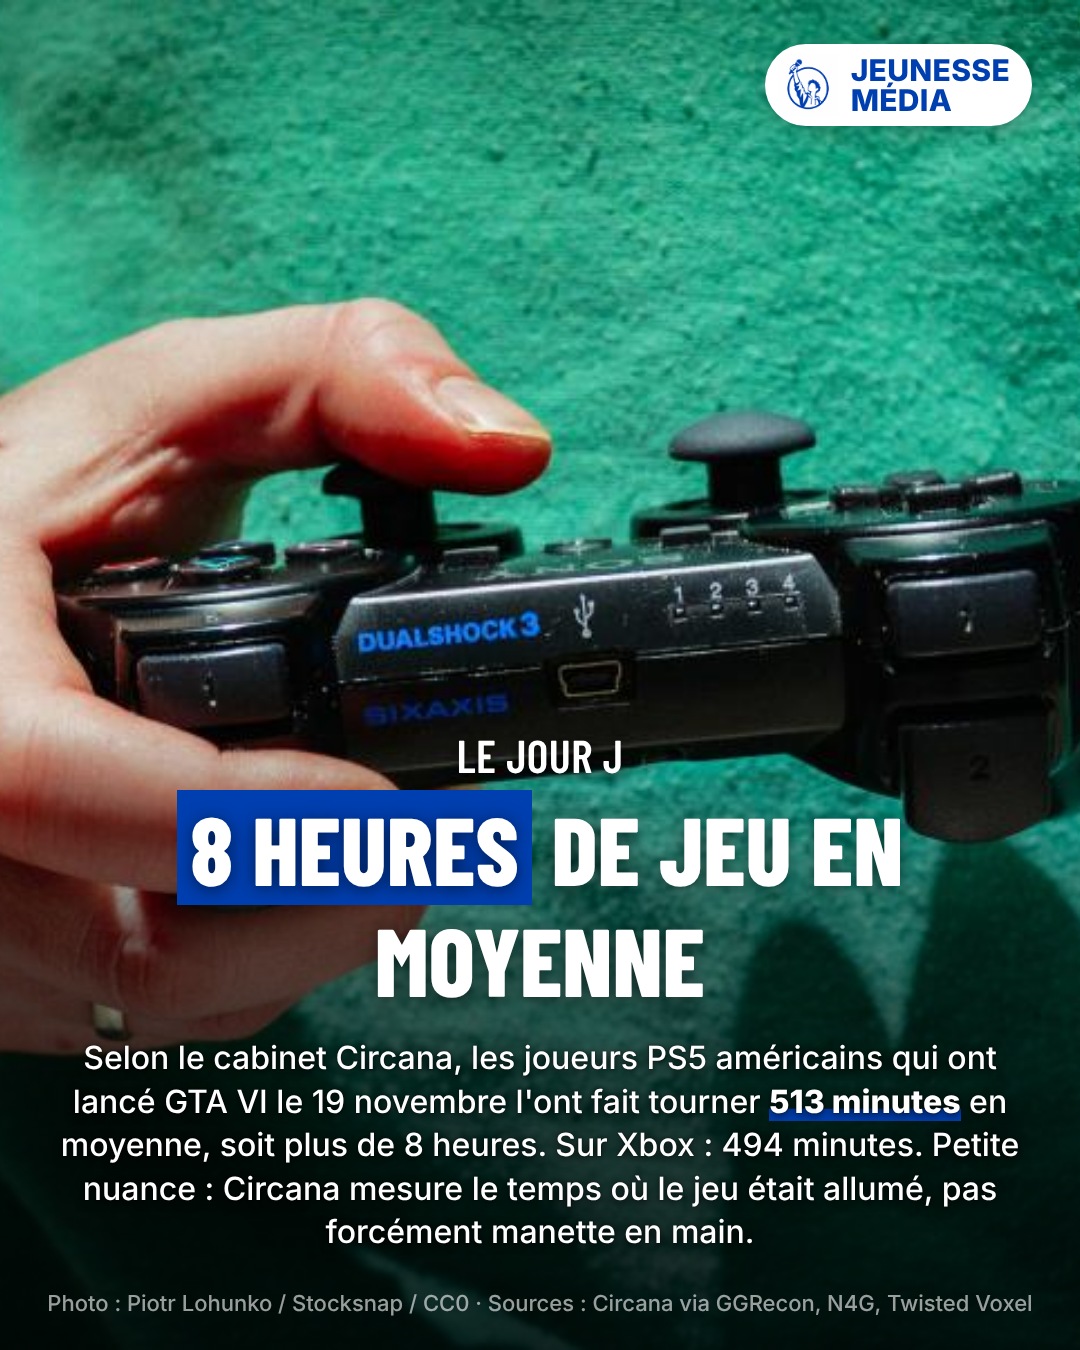 JEUNESSE
MÉDIA
DUALSHOCK 3
1 2 3 4
SIXAXIS
2
LE JOUR J
8 HEURES DE JEU EN
MOYENNE
Selon le cabinet Circana, les joueurs PS5 américains qui ont
lancé GTA VI le 19 novembre l'ont fait tourner 513 minutes en
moyenne, soit plus de 8 heures. Sur Xbox : 494 minutes. Petite
nuance : Circana mesure le temps où le jeu était allumé, pas
forcément manette en main.
Photo : Piotr Lohunko / Stocksnap / CC0 · Sources : Circana via GGRecon, N4G, Twisted Voxel